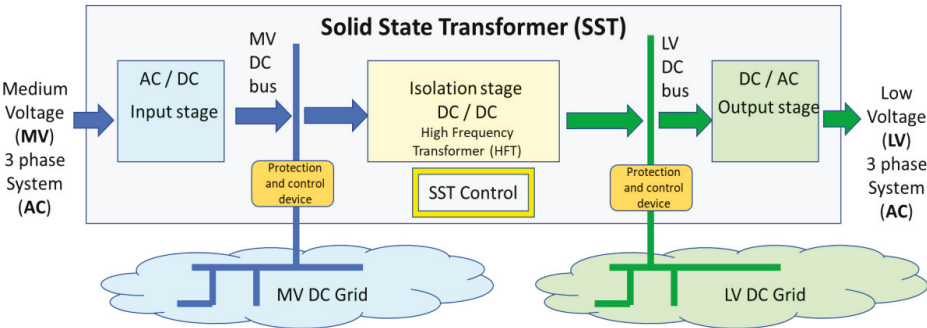 Solid State Transformer (SST)
Medium
Voltage
(MV)
3 phase
System
(AC)
AC / DC
Input stage
MV
DC
bus
Isolation stage
DC / DC
High Frequency
Transformer (HFT)
LV
DC
bus
DC / AC
Output stage
Low
Voltage
(LV)
3 phase
System
(AC)
Protection
and control
device
SST Control
Protection
and control
device
MV DC Grid
LV DC Grid